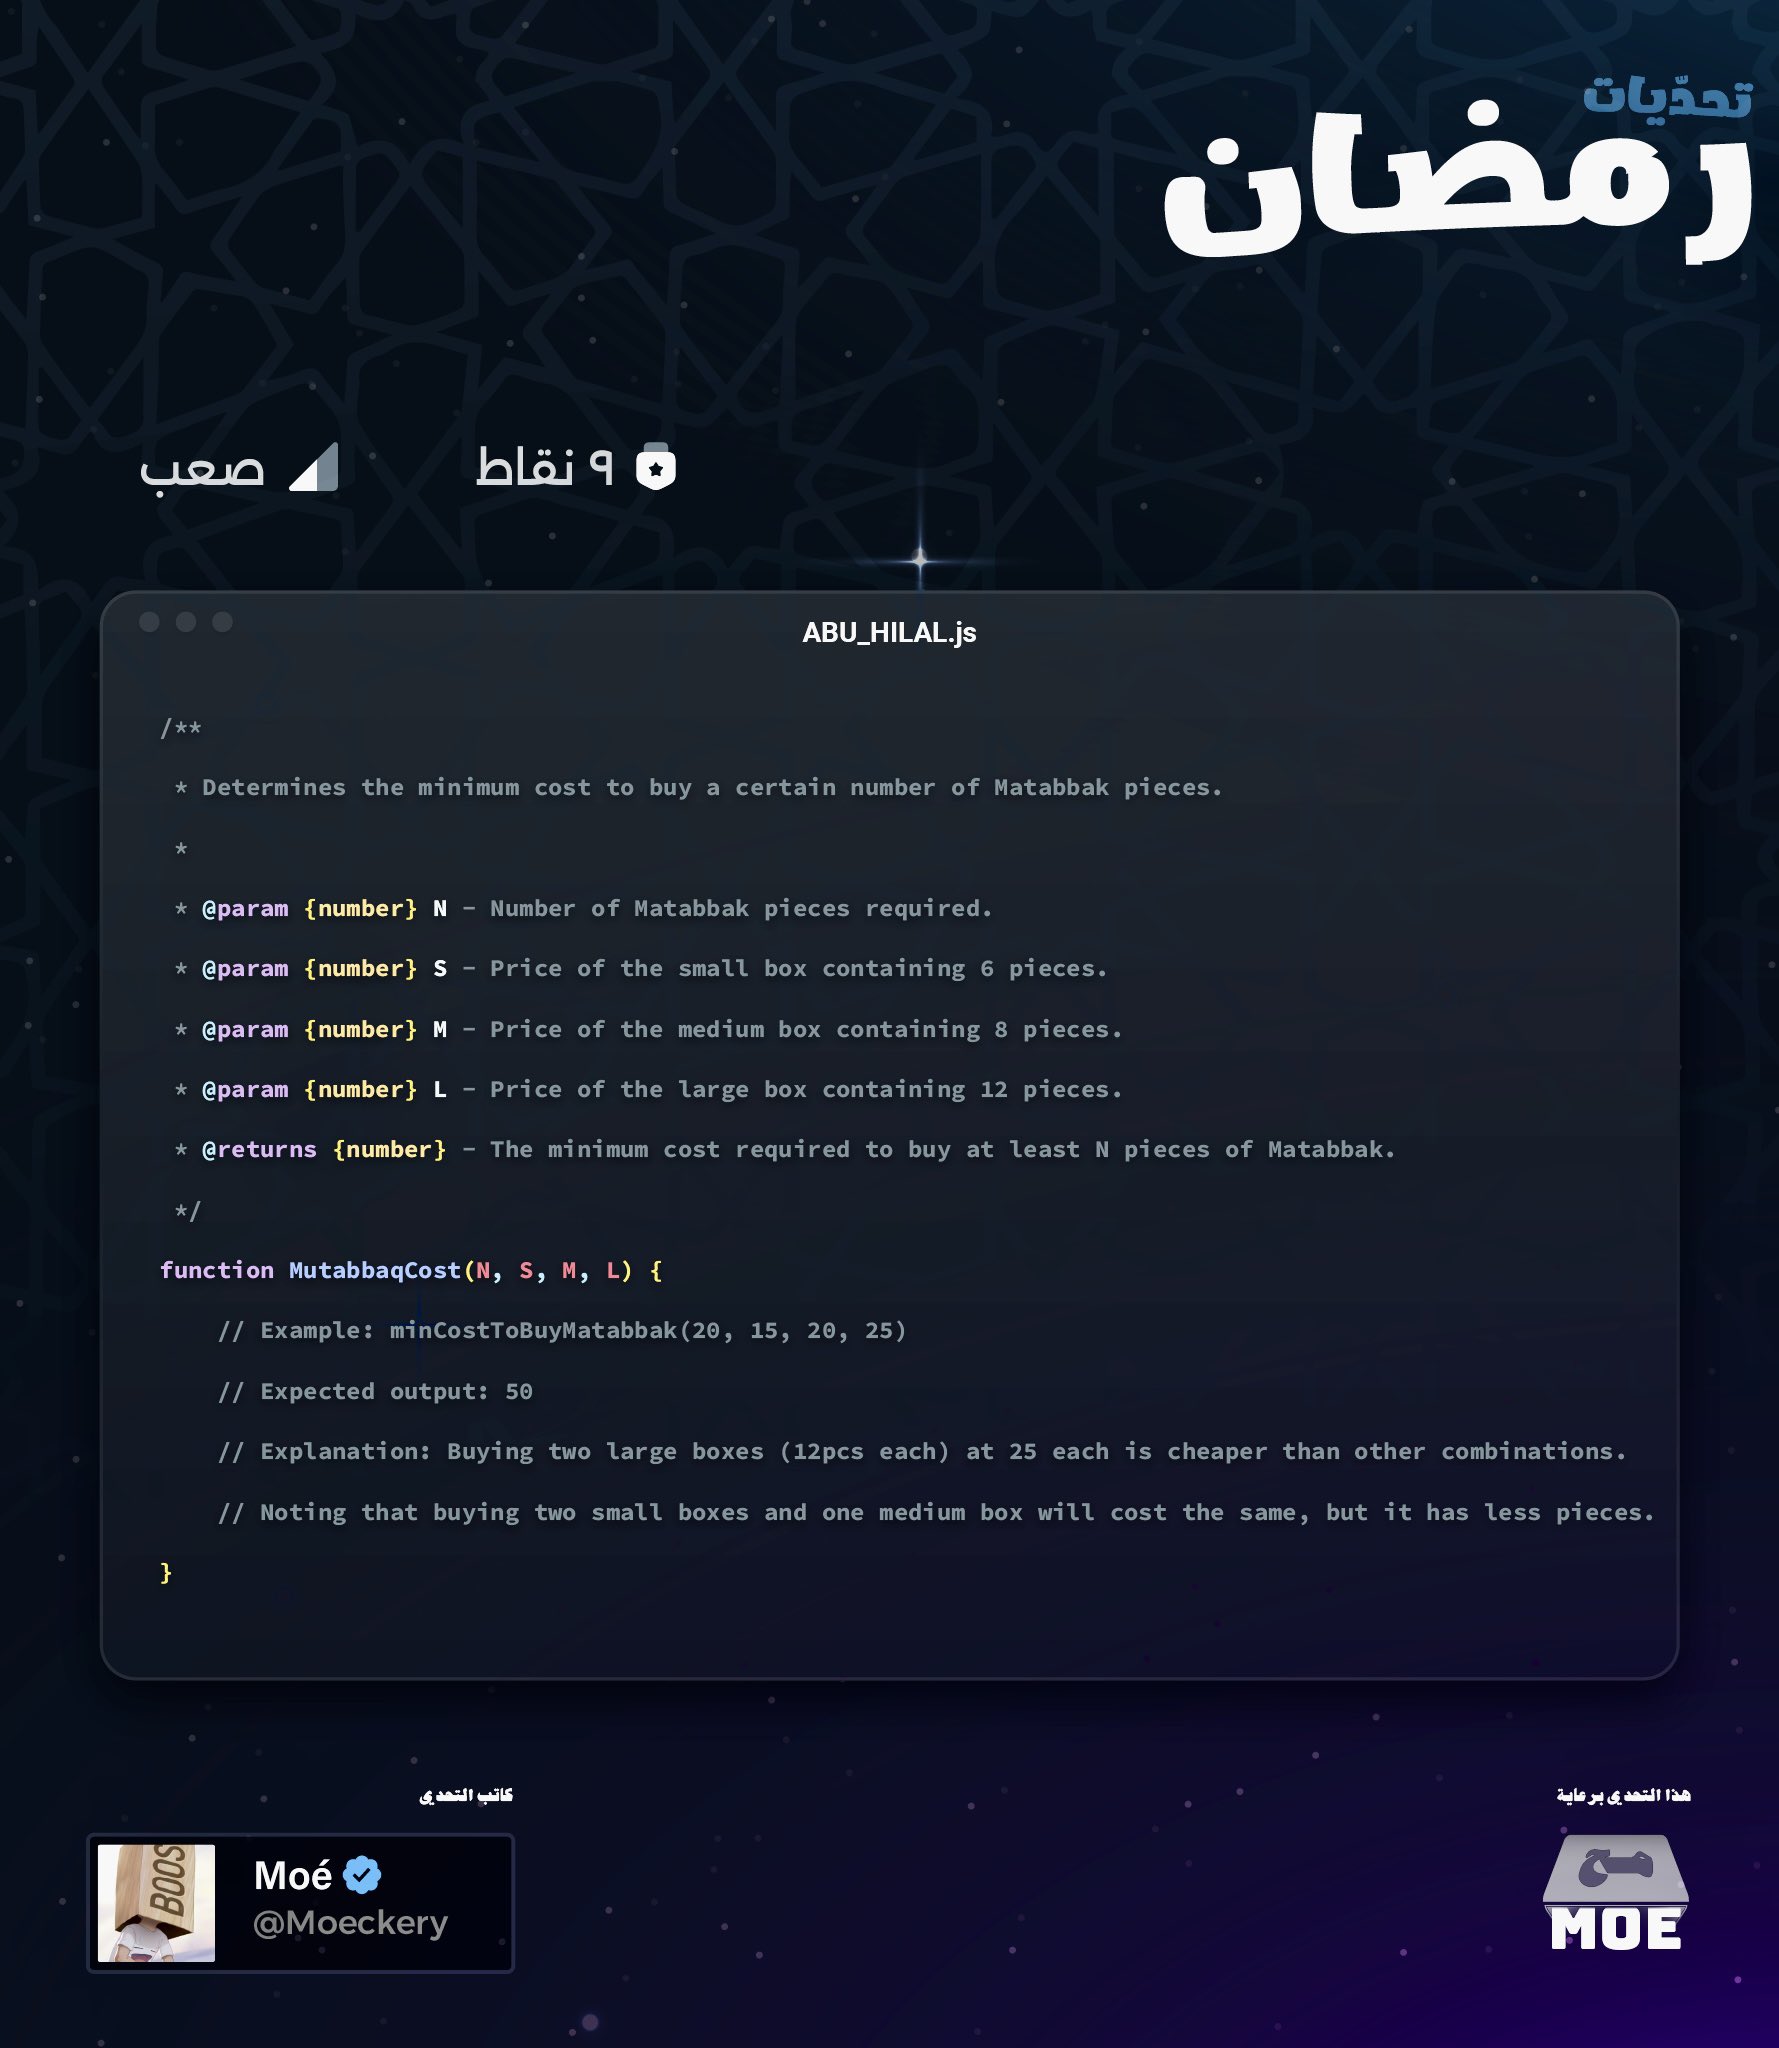 تحدّيات
رمضان
٩ نقاط
صعب
ABU_HILAL.js
/**
* Determines the minimum cost to buy a certain number of Matabbak pieces.
*
* @param {number} N - Number of Matabbak pieces required.
* @param {number} S - Price of the small box containing 6 pieces.
* @param {number} M - Price of the medium box containing 8 pieces.
* @param {number} L - Price of the large box containing 12 pieces.
* @returns {number} - The minimum cost required to buy at least N pieces of Matabbak.
*/
function MutabbaqCost(N, S, M, L) {
// Example: minCostToBuyMatabbak(20, 15, 20, 25)
// Expected output: 50
// Explanation: Buying two large boxes (12pcs each) at 25 each is cheaper than other combinations.
// Noting that buying two small boxes and one medium box will cost the same, but it has less pieces.
}
هذا التحدي برعاية
MOE
كاتب التحدي
BOOS
Moé
@Moeckery